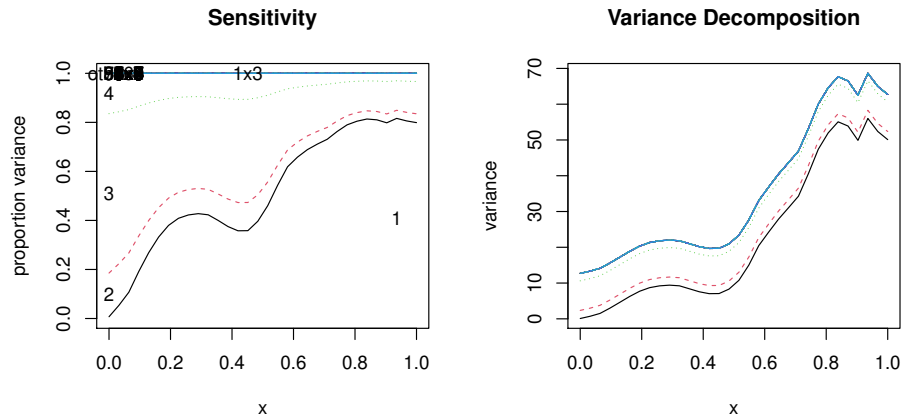 Sensitivity
proportion variance
0.0 0.2 0.4 0.6 0.8 1.0
1x3
4
3
2
1
0.0 0.2 0.4 0.6 0.8 1.0
x
Variance Decomposition
variance
0 10 30 50 70
0.0 0.2 0.4 0.6 0.8 1.0
x